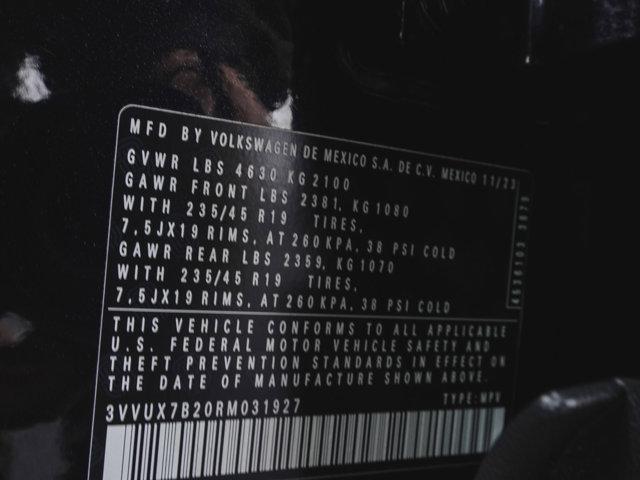 MFD BY VOLKSWAGEN DE MEXICO S.A. DE C.V. MEXICO 11/23
GVWR LBS 4630 KG 2100
GAWR FRONT LBS 2381, KG 1080
WITH 235/45 R19 TIRES,
7,5JX19 RIMS, AT 260 KPA, 38 PSI COLD
GAWR REAR LBS 2359, KG 1070
WITH 235/45 R19 TIRES,
7,5JX19 RIMS, AT 260KPA, 38 PSI COLD
THIS VEHICLE CONFORMS TO ALL APPLICABLE
U.S. FEDERAL MOTOR VEHICLE SAFETY AND
THEFT PREVENTION STANDARDS IN EFFECT ON
THE DATE OF MANUFACTURE SHOWN ABOVE.
3VVUX7B20RM031927 TYPE: MPV